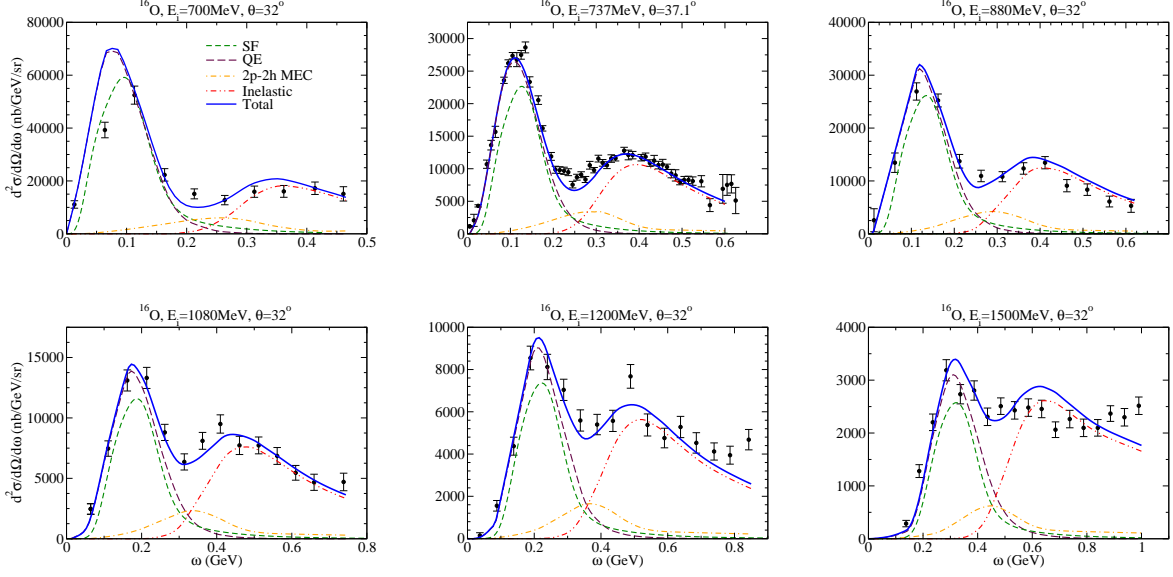 ¹⁶O, Eᵢ=700MeV, θ=32°
80000
60000
40000
20000
0
0 0.1 0.2 0.3 0.4 0.5
d²σ/dΩ/dω (nb/GeV/sr)
SF
QE
2p-2h MEC
Inelastic
Total
¹⁶O, Eᵢ=737MeV, θ=37.1°
30000
25000
20000
15000
10000
5000
0
0 0.1 0.2 0.3 0.4 0.5 0.6
¹⁶O, Eᵢ=880MeV, θ=32°
40000
30000
20000
10000
0
0 0.1 0.2 0.3 0.4 0.5 0.6
¹⁶O, Eᵢ=1080MeV, θ=32°
15000
10000
5000
0
0 0.2 0.4 0.6 0.8
d²σ/dΩ/dω (nb/GeV/sr)
ω (GeV)
¹⁶O, Eᵢ=1200MeV, θ=32°
10000
8000
6000
4000
2000
0
0 0.2 0.4 0.6 0.8
ω (GeV)
¹⁶O, Eᵢ=1500MeV, θ=32°
4000
3000
2000
1000
0
0 0.2 0.4 0.6 0.8 1
ω (GeV)